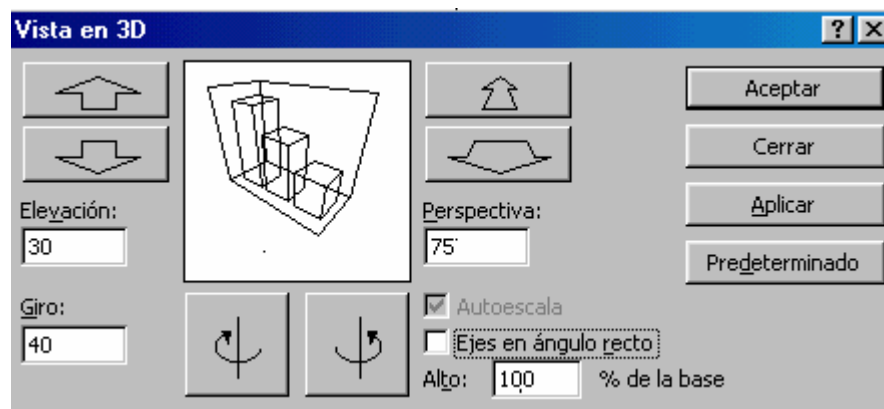 Vista en 3D
Aceptar
Cerrar
Elevación:
30
Perspectiva:
75
Aplicar
Predeterminado
Giro:
40
Autoescala
Ejes en ángulo recto
Alto: 100 % de la base